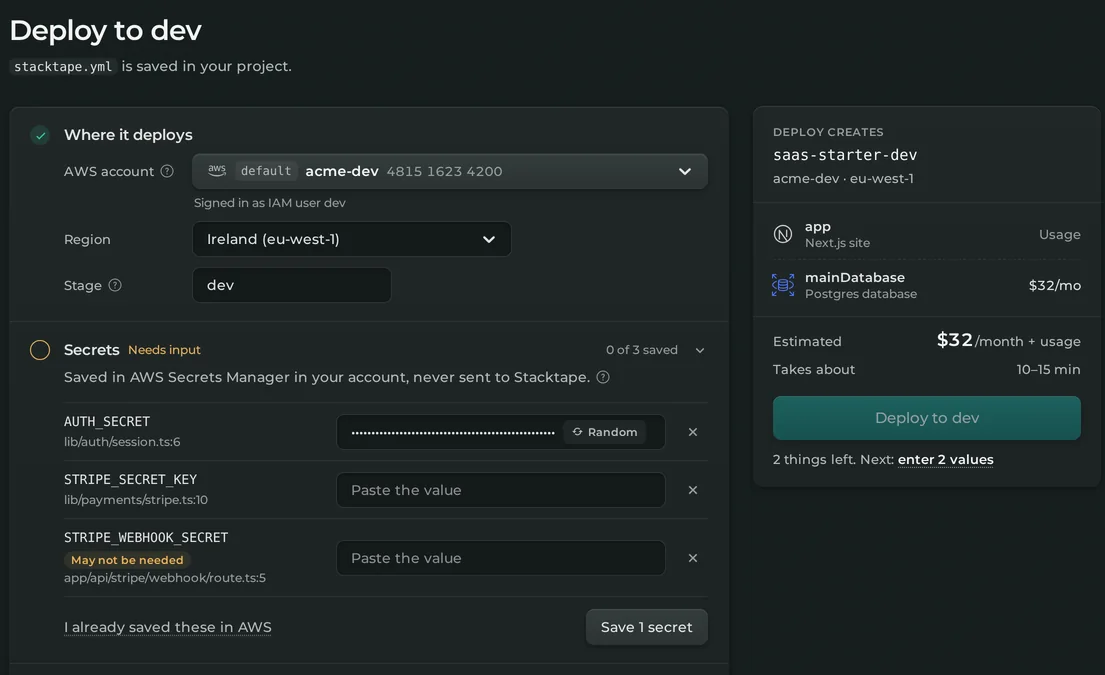 Deploy to dev
stacktape.yml is saved in your project.
Where it deploys
AWS account ?
aws default acme-dev 4815 1623 4200
Signed in as IAM user dev
Region
Ireland (eu-west-1)
Stage ?
dev
Secrets Needs input
0 of 3 saved
Saved in AWS Secrets Manager in your account, never sent to Stacktape. ?
AUTH_SECRET
lib/auth/session.ts:6
Random
STRIPE_SECRET_KEY
lib/payments/stripe.ts:10
Paste the value
STRIPE_WEBHOOK_SECRET
May not be needed
app/api/stripe/webhook/route.ts:5
Paste the value
I already saved these in AWS
Save 1 secret
DEPLOY CREATES
saas-starter-dev
acme-dev · eu-west-1
N
app
Next.js site
Usage
mainDatabase
Postgres database
$32/mo
Estimated
$32/month + usage
Takes about
10–15 min
Deploy to dev
2 things left. Next: enter 2 values